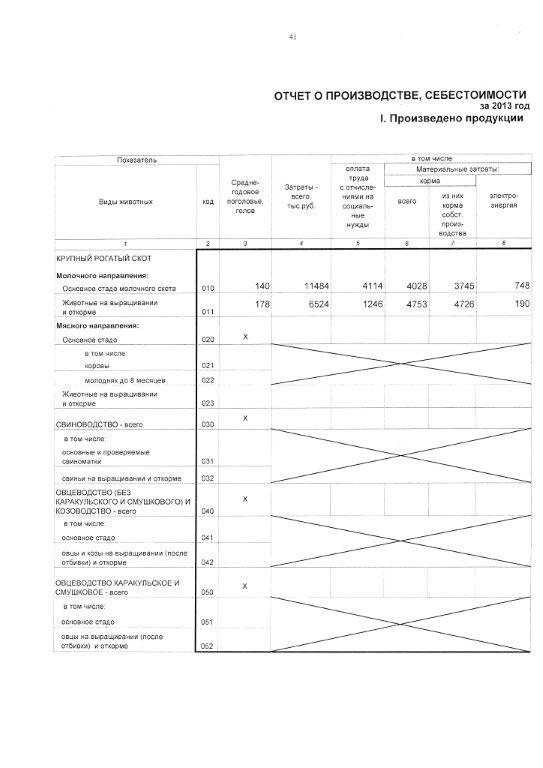 41
ОТЧЕТ О ПРОИЗВОДСТВЕ, СЕБЕСТОИМОСТИ
за 2013 год
I. Произведено продукции
Показатель
Виды животных
код
Средне-
годовое
поголовье,
голов
Затраты -
всего,
тыс.руб.
в том числе
оплата
труда
с отчисле-
ниями на
социаль-
ные
нужды
Материальные затраты:
корма
всего
из них
корма
собст.
произ-
водства
электро-
энергия
1 2 3 4 5 6 7 8
КРУПНЫЙ РОГАТЫЙ СКОТ
Молочного направления:
Основное стадо молочного скота 010 140 11484 4114 4028 3745 748
Животные на выращивании
и откорме 011 178 6524 1246 4753 4726 190
Мясного направления:
Основное стадо 020 X
в том числе:
коровы 021
молодняк до 8 месяцев 022
Животные на выращивании
и откорме 023
СВИНОВОДСТВО - всего 030 X
в том числе:
основные и проверяемые
свиноматки 031
свиньи на выращивании и откорме 032
ОВЦЕВОДСТВО (БЕЗ
КАРАКУЛЬСКОГО И СМУШКОВОГО) И
КОЗОВОДСТВО - всего 040 X
в том числе:
основное стадо 041
овцы и козы на выращивании (после
отбивки) и откорме 042
ОВЦЕВОДСТВО КАРАКУЛЬСКОЕ И
СМУШКОВОЕ - всего 050 X
в том числе:
основное стадо 051
овцы на выращивании (после
отбивки) и откорме 052